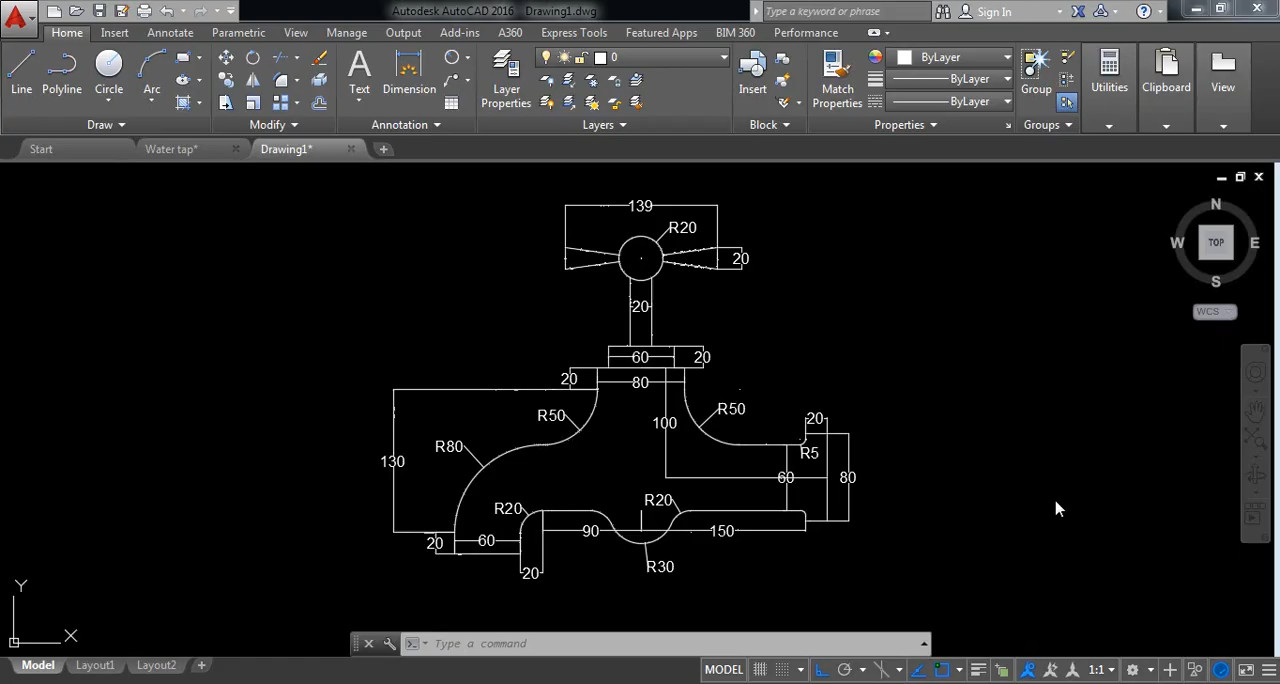 Autodesk AutoCAD 2016 Drawing1.dwg
Type a keyword or phrase
Sign In
Home Insert Annotate Parametric View Manage Output Add-ins A360 Express Tools Featured Apps BIM 360 Performance
0
ByLayer
ByLayer
ByLayer
Line Polyline Circle Arc
Text Dimension
Layer
Properties
Insert
Match
Properties
Group
Utilities
Clipboard
View
Draw Modify Annotation Layers Block Properties Groups
Start Water tap* Drawing1*
139
R20
20
20
60
20
20
80
R50
R50
100
20
R80
R5
130
60
80
R20
R20
90
150
20
60
R30
20
N
W TOP E
S
WCS
Y
X
Type a command
Model Layout1 Layout2
MODEL
1:1